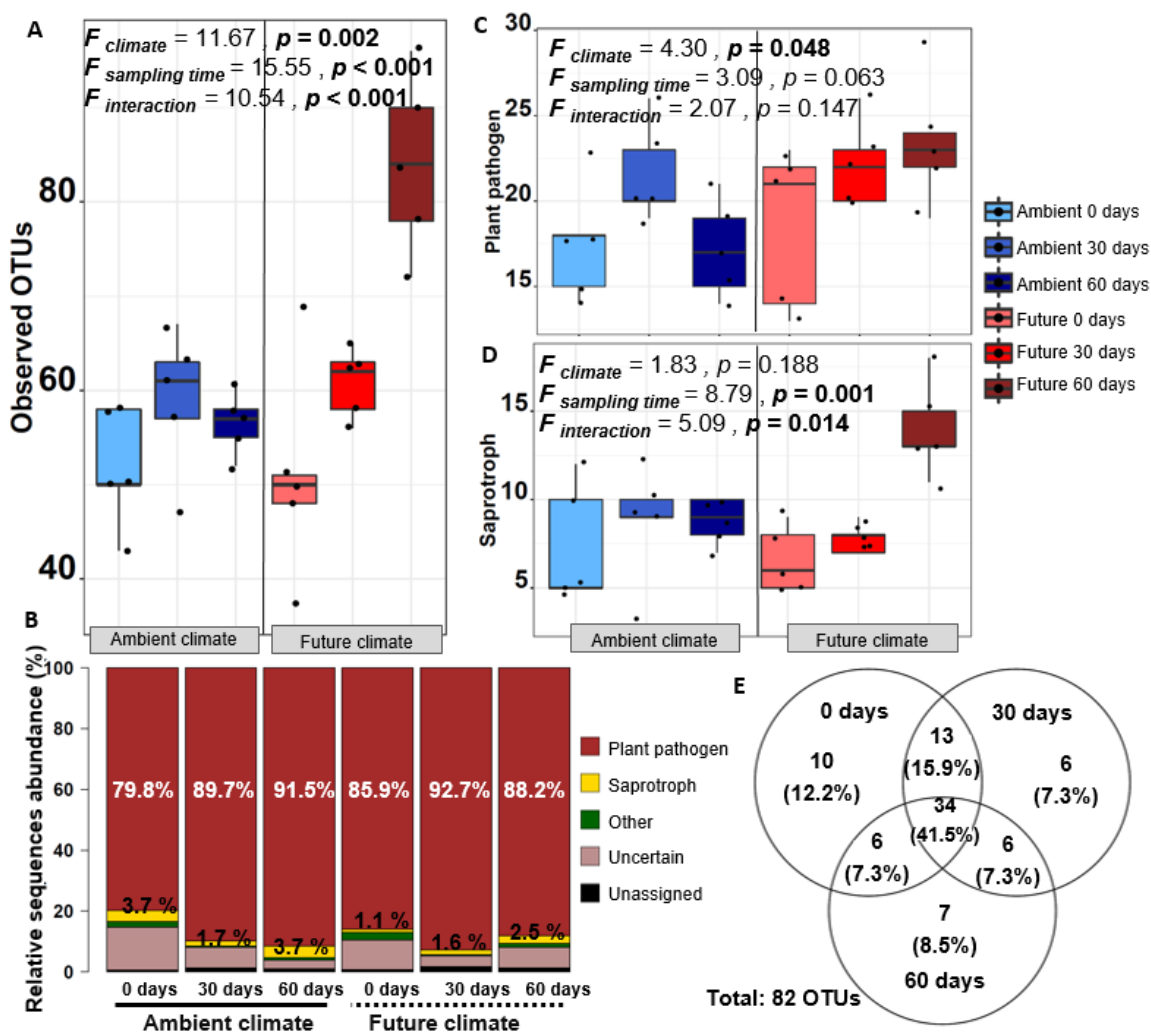 A
F climate = 11.67 , p = 0.002
F sampling time = 15.55 , p < 0.001
F interaction = 10.54 , p < 0.001
Observed OTUs
80
60
40
Ambient climate
Future climate
C
30
25
20
15
Plant pathogen
F climate = 4.30 , p = 0.048
F sampling time = 3.09 , p = 0.063
F interaction = 2.07 , p = 0.147
D
15
10
5
Saprotroph
F climate = 1.83 , p = 0.188
F sampling time = 8.79 , p = 0.001
F interaction = 5.09 , p = 0.014
Ambient climate
Future climate
Ambient 0 days
Ambient 30 days
Ambient 60 days
Future 0 days
Future 30 days
Future 60 days
B
Relative sequences abundance (%)
100
80
60
40
20
0
79.8%
89.7%
91.5%
85.9%
92.7%
88.2%
3.7 %
1.7 %
3.7 %
1.1 %
1.6 %
2.5 %
0 days
30 days
60 days
0 days
30 days
60 days
Ambient climate
Future climate
Plant pathogen
Saprotroph
Other
Uncertain
Unassigned
E
0 days
30 days
10
(12.2%)
13
(15.9%)
6
(7.3%)
34
(41.5%)
6
(7.3%)
6
(7.3%)
7
(8.5%)
60 days
Total: 82 OTUs